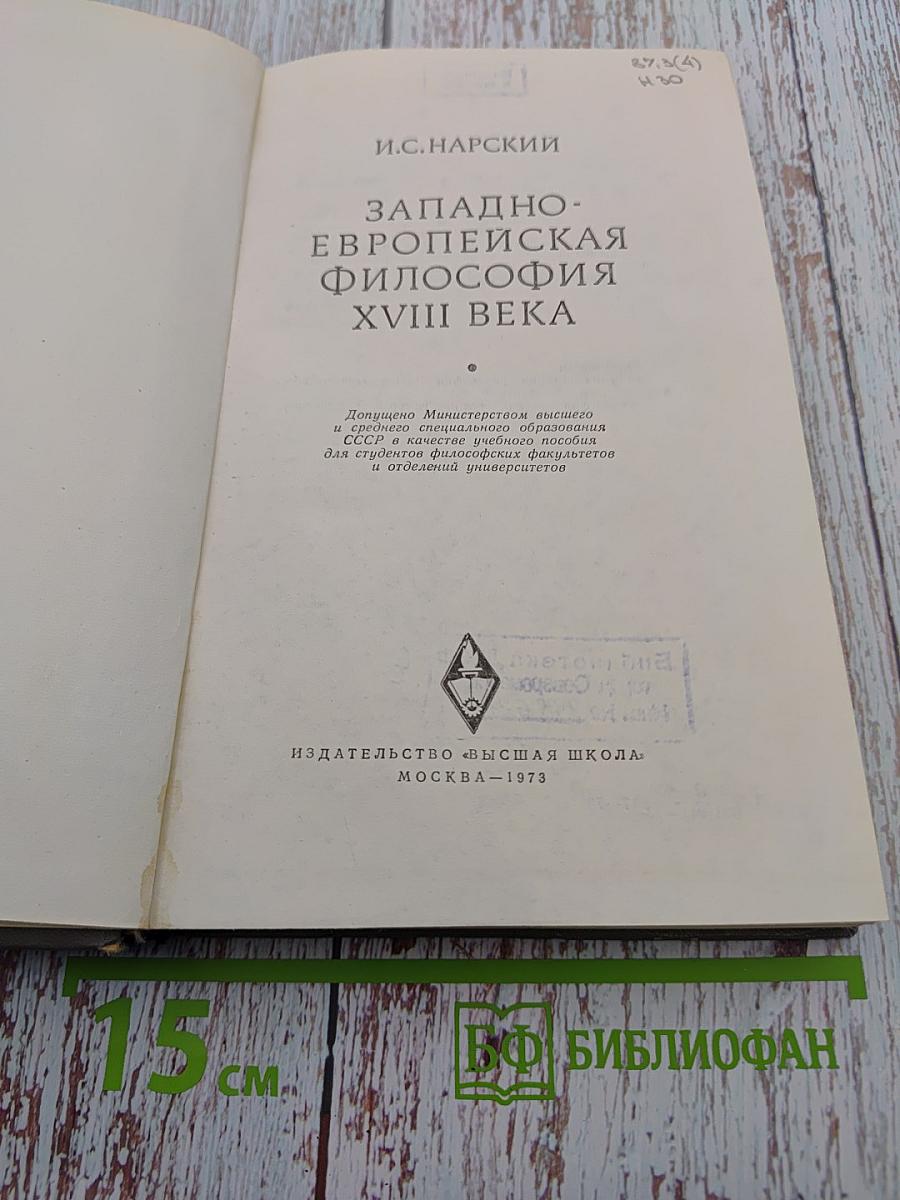 87.3(4)
Н30
И.С.НАРСКИЙ
ЗАПАДНО-
ЕВРОПЕЙСКАЯ
ФИЛОСОФИЯ
XVIII ВЕКА
Допущено Министерством высшего
и среднего специального образования
СССР в качестве учебного пособия
для студентов философских факультетов
и отделений университетов
Библиотека
ИЗДАТЕЛЬСТВО «ВЫСШАЯ ШКОЛА»
МОСКВА—1973
15 см
БФ БИБЛИОФАН